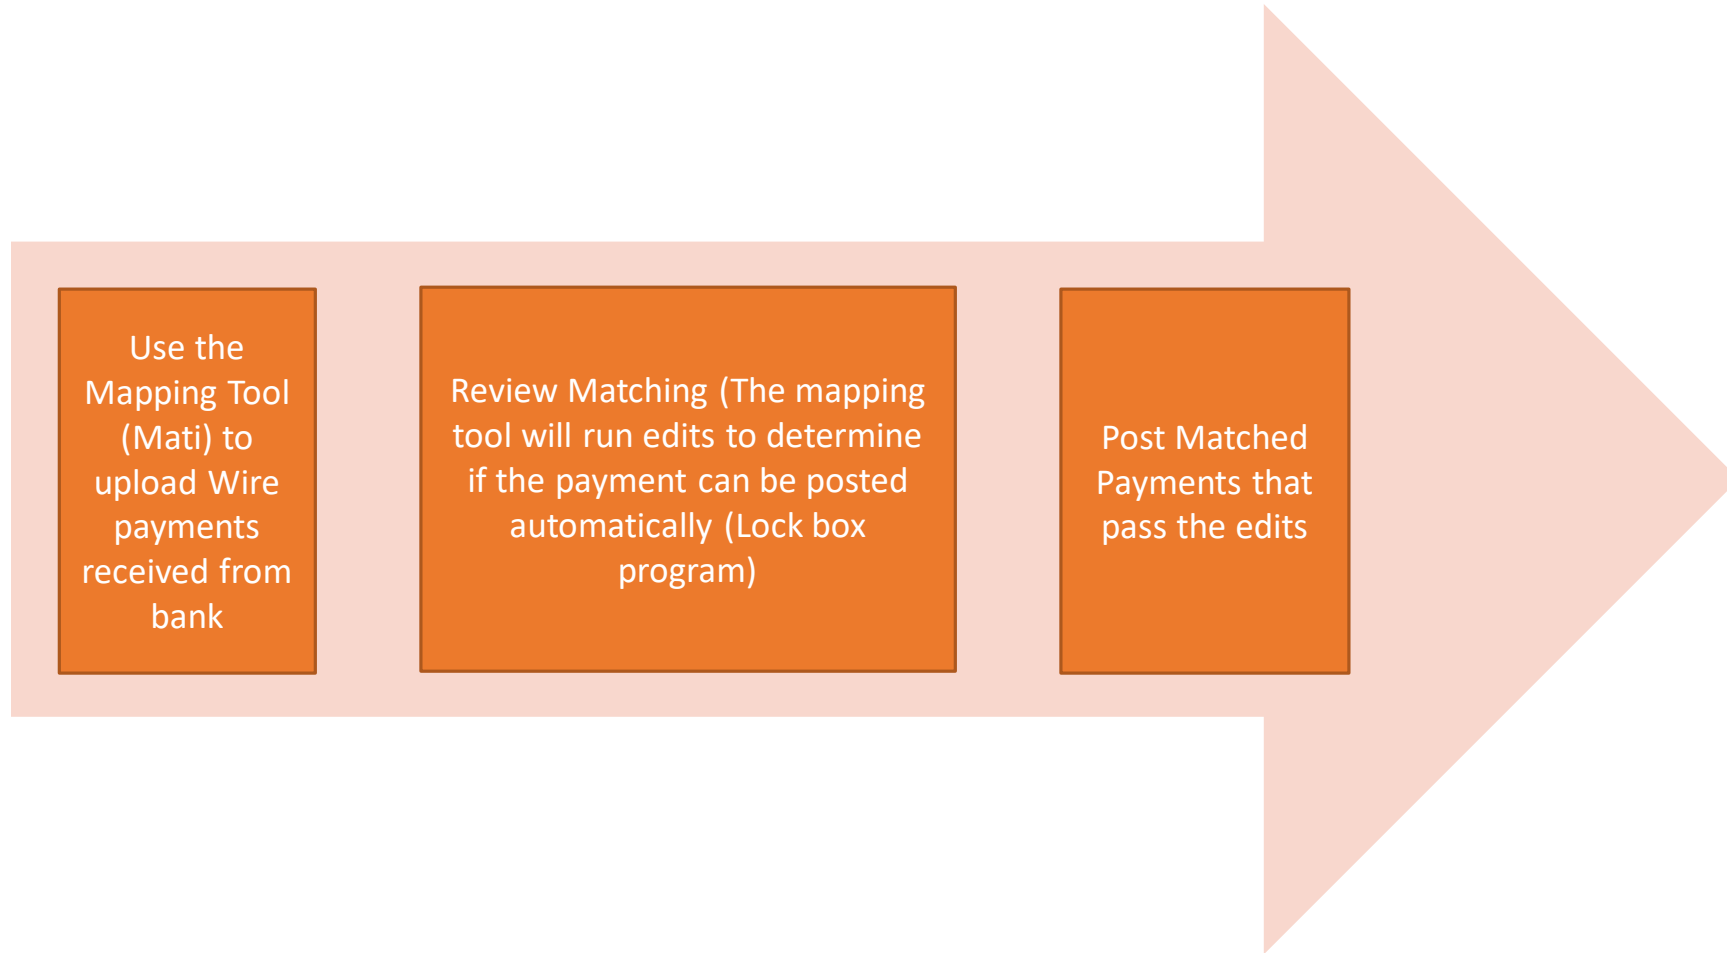 Use the
Mapping Tool
(Mati) to
upload Wire
payments
received from
bank
Review Matching (The mapping
tool will run edits to determine
if the payment can be posted
automatically (Lock box
program)
Post Matched
Payments that
pass the edits